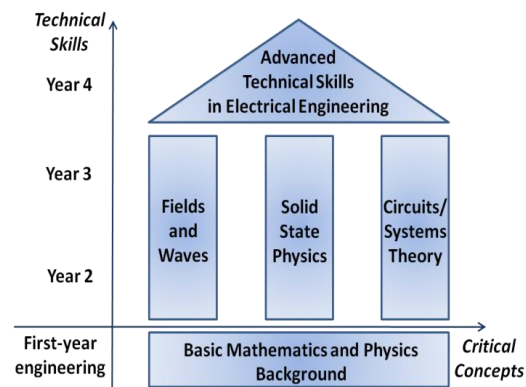 Technical
Skills
Advanced
Technical Skills
in Electrical Engineering
Year 4
Year 3
Fields
and
Waves
Solid
State
Physics
Circuits/
Systems
Theory
Year 2
First-year
engineering
Basic Mathematics and Physics
Background
Critical
Concepts